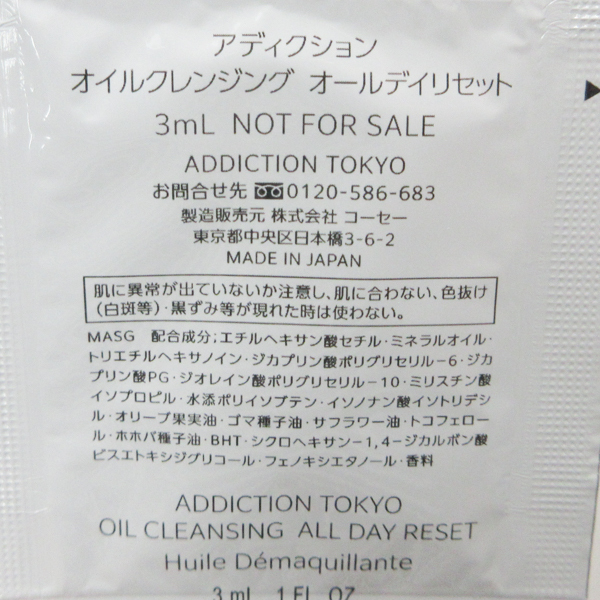 アディクション
オイルクレンジング オールデイリセット
3mL NOT FOR SALE
ADDICTION TOKYO
お問合せ先 0120-586-683
製造販売元 株式会社 コーセー
東京都中央区日本橋3-6-2
MADE IN JAPAN
肌に異常が出ていないか注意し、肌に合わない、色抜け
(白斑等)・黒ずみ等が現れた時は使わない。
MASG 配合成分;エチルヘキサン酸セチル・ミネラルオイル・
トリエチルヘキサノイン・ジカプリン酸ポリグリセリル-6・ジカ
プリン酸PG・ジオレイン酸ポリグリセリル-10・ミリスチン酸
イソプロピル・水添ポリイソブテン・イソノナン酸イソトリデシ
ル・オリーブ果実油・ゴマ種子油・サフラワー油・トコフェロー
ル・ホホバ種子油・BHT・シクロヘキサン-1,4-ジカルボン酸
ビスエトキシジグリコール・フェノキシエタノール・香料
ADDICTION TOKYO
OIL CLEANSING ALL DAY RESET
Huile Démaquillante
3 mL 1 FL OZ